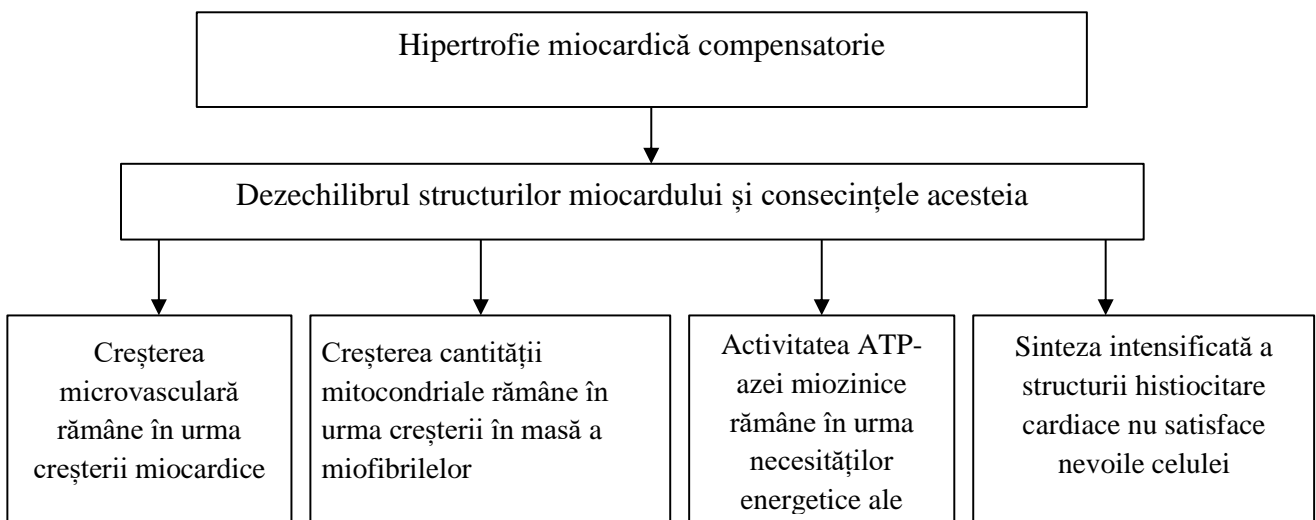 Hipertrofie miocardică compensatorie
Dezechilibrul structurilor miocardului și consecințele acesteia
Creșterea
microvasculară
rămâne în urma
creșterii miocardice
Creșterea cantității
mitocondriale rămâne în
urma creșterii în masă a
miofibrilelor
Activitatea ATP-
azei miozinice
rămâne în urma
necesităților
energetice ale
Sinteza intensificată a
structurii histiocitare
cardiace nu satisface
nevoile celulei